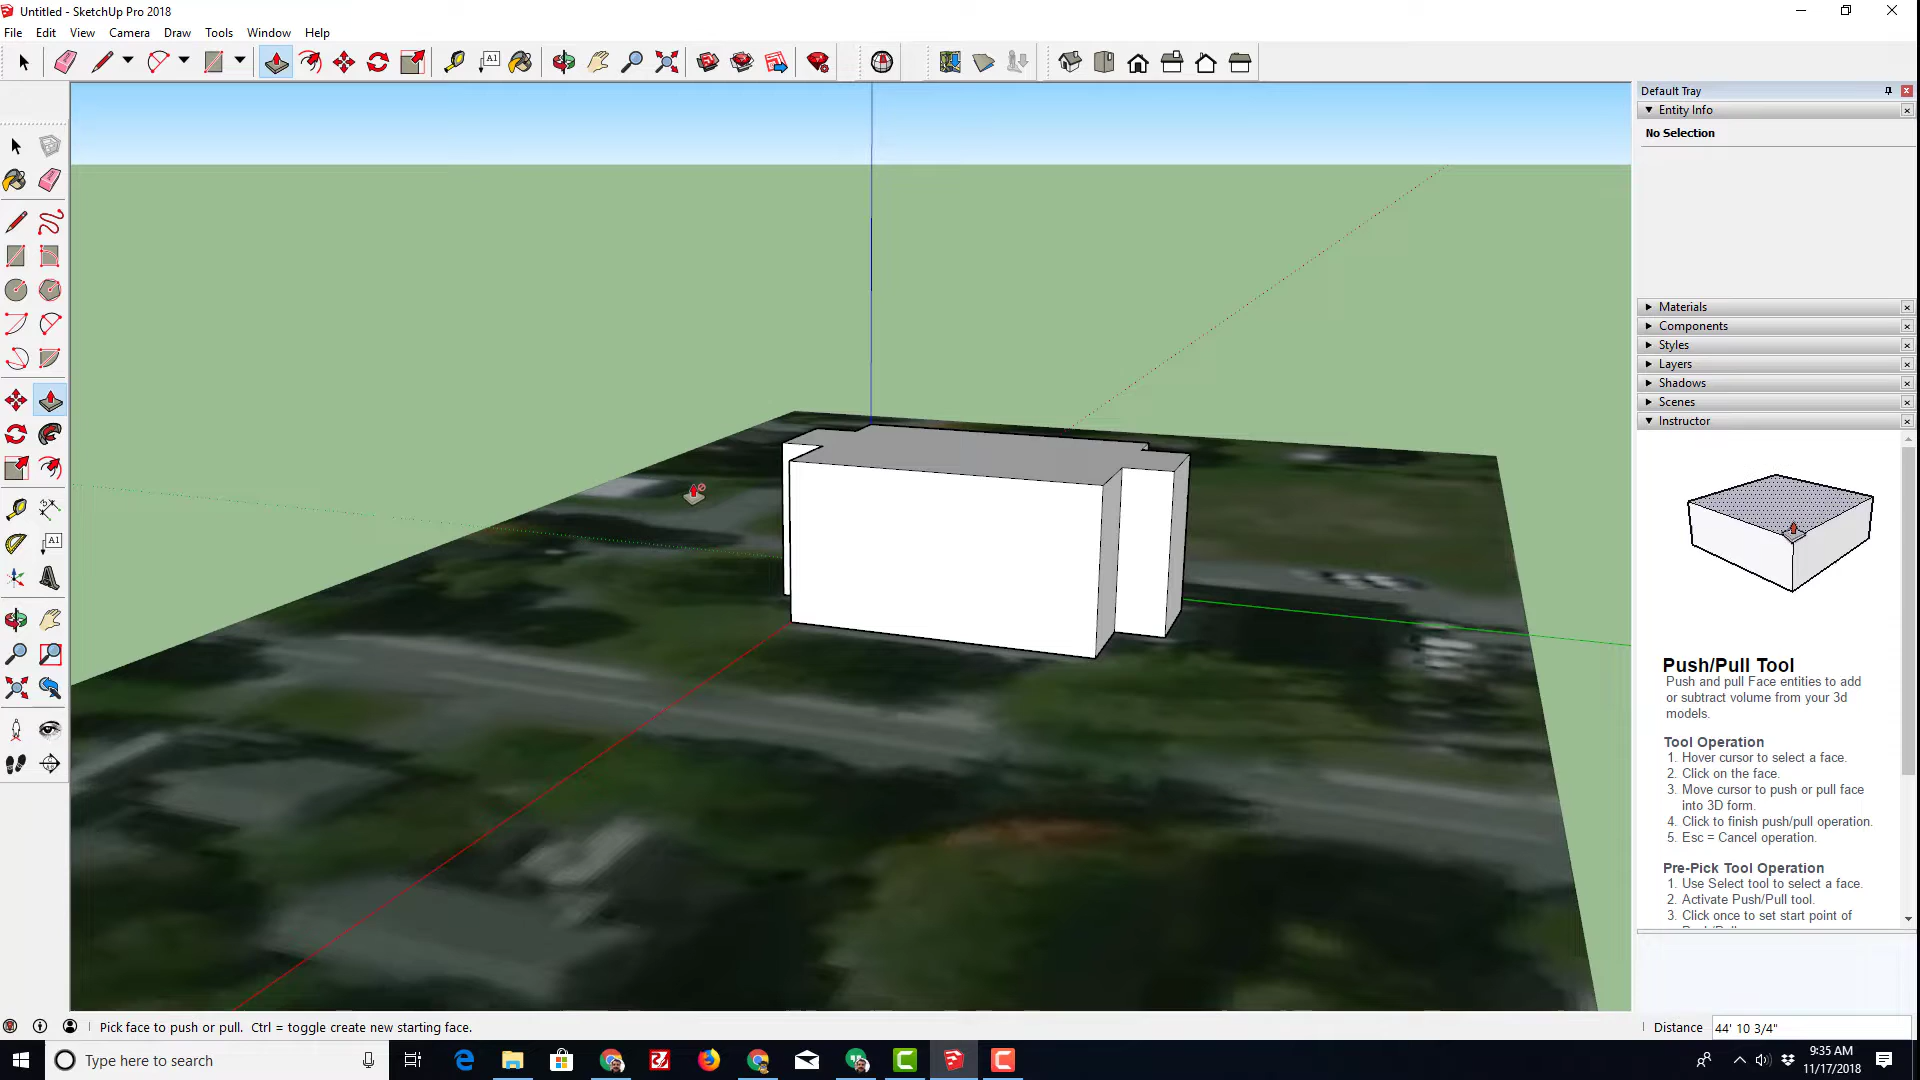 Untitled - SketchUp Pro 2018
File Edit View Camera Draw Tools Window Help
A1
Default Tray
Entity Info
No Selection
Materials
Components
Styles
Layers
Shadows
Scenes
Instructor
A1
Push/Pull Tool
Push and pull Face entities to add
or subtract volume from your 3d
models.
Tool Operation
1. Hover cursor to select a face.
2. Click on the face.
3. Move cursor to push or pull face
into 3D form.
4. Click to finish push/pull operation.
5. Esc = Cancel operation.
Pre-Pick Tool Operation
1. Use Select tool to select a face.
2. Activate Push/Pull tool.
3. Click once to set start point of
Pick face to push or pull. Ctrl = toggle create new starting face.
Distance 44' 10 3/4"
Type here to search
9:35 AM
11/17/2018